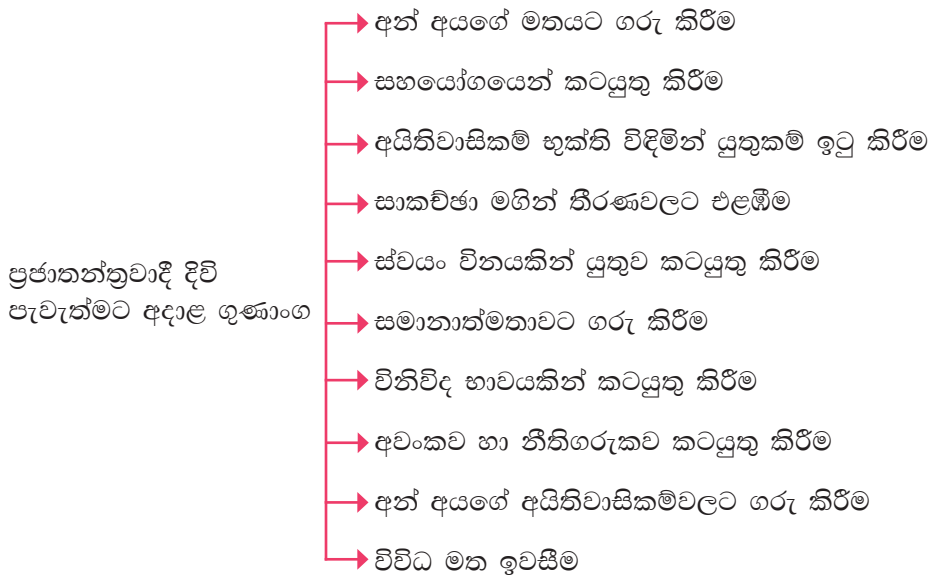 ප්‍රජාතන්ත්‍රවාදී දිවි
පැවැත්මට අදාළ ගුණාංග
අන් අයගේ මතයට ගරු කිරීම
සහයෝගයෙන් කටයුතු කිරීම
අයිතිවාසිකම් භුක්ති විඳිමින් යුතුකම් ඉටු කිරීම
සාකච්ඡා මගින් තීරණවලට එළඹීම
ස්වයං විනයකින් යුතුව කටයුතු කිරීම
සමානාත්මතාවට ගරු කිරීම
විනිවිද භාවයකින් කටයුතු කිරීම
අවංකව හා නීතිගරුකව කටයුතු කිරීම
අන් අයගේ අයිතිවාසිකම්වලට ගරු කිරීම
විවිධ මත ඉවසීම